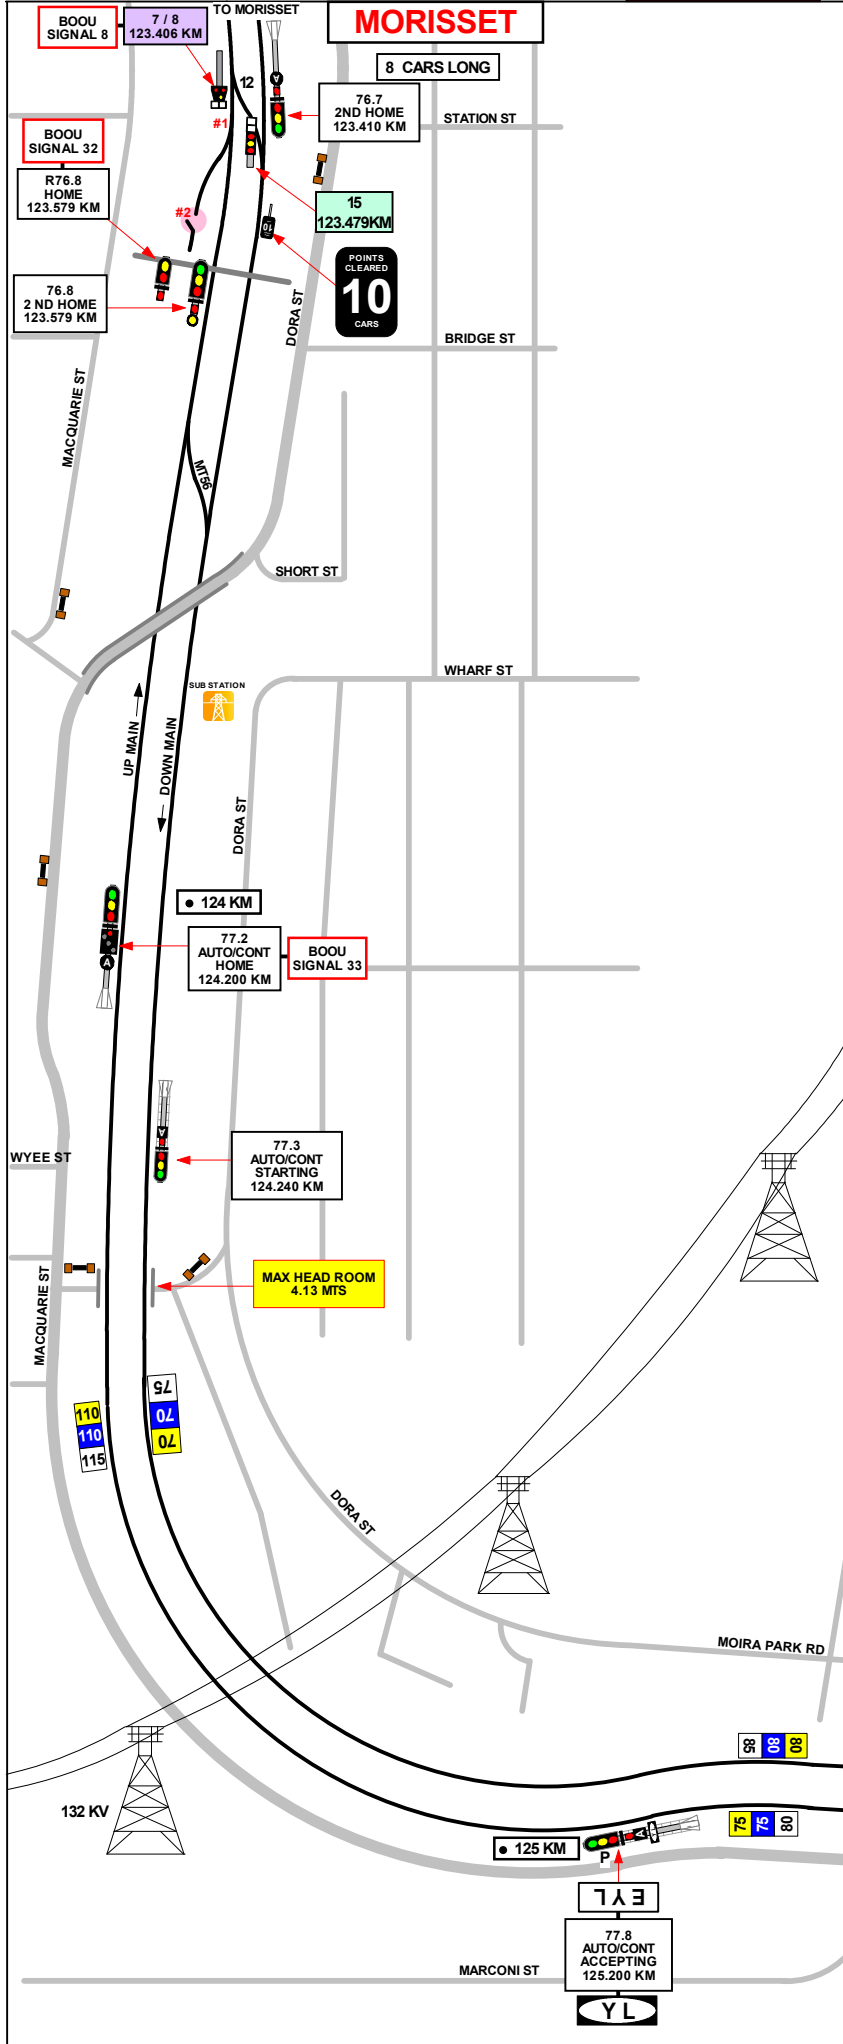 TO MORISSET
MORISSET
BOOU
SIGNAL 8
7 / 8
123.406 KM
8 CARS LONG
12
76.7
2ND HOME
123.410 KM
STATION ST
#1
A
BOOU
SIGNAL 32
R76.8
HOME
123.579 KM
#2
15
123.479KM
10
POINTS
CLEARED
10
CARS
76.8
2 ND HOME
123.579 KM
DORA ST
BRIDGE ST
MACQUARIE ST
MT56
SHORT ST
WHARF ST
SUB STATION
UP MAIN
DOWN MAIN
DORA ST
124 KM
77.2
AUTO/CONT
HOME
124.200 KM
BOOU
SIGNAL 33
A
A
WYEE ST
77.3
AUTO/CONT
STARTING
124.240 KM
MAX HEAD ROOM
4.13 MTS
MACQUARIE ST
75
70
70
110
110
115
DORA ST
MOIRA PARK RD
85
80
80
132 KV
75
75
80
125 KM
A
P
EYL
77.8
AUTO/CONT
ACCEPTING
125.200 KM
MARCONI ST
Y L